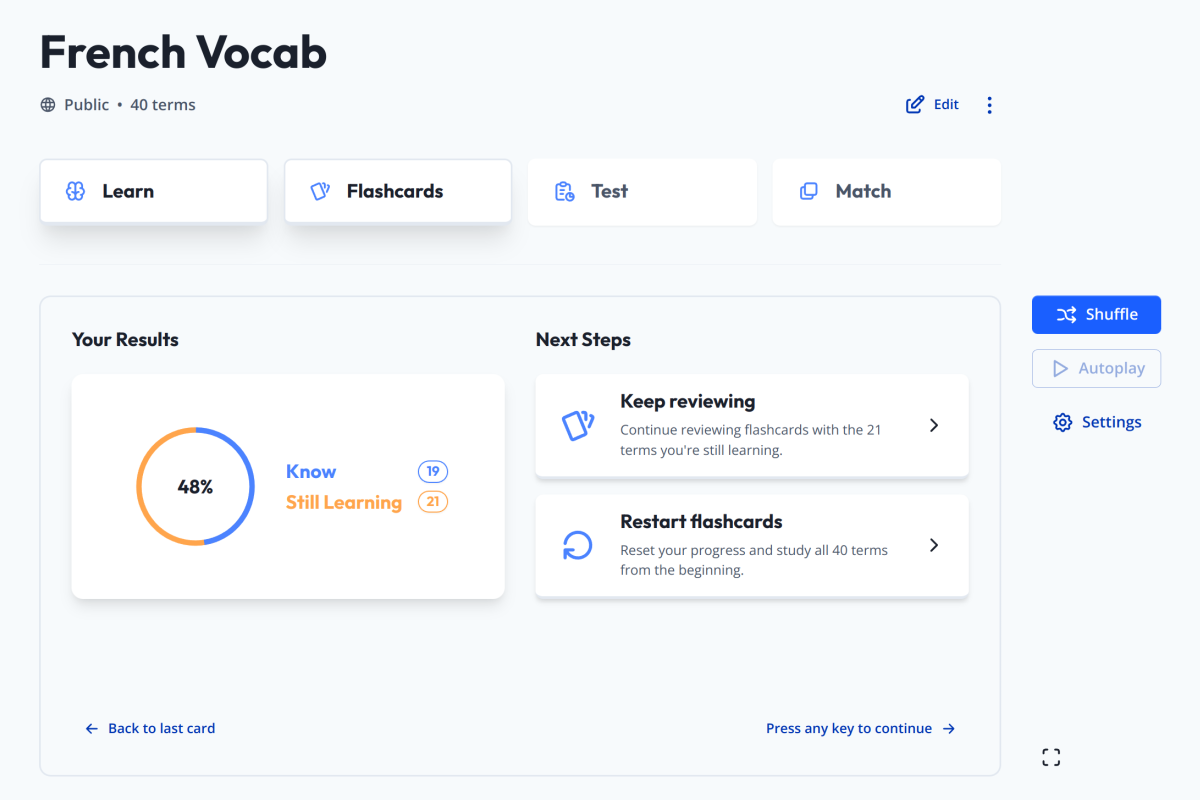 French Vocab
Public • 40 terms
Edit
Learn
Flashcards
Test
Match
Your Results
48%
Know 19
Still Learning 21
Next Steps
Keep reviewing
Continue reviewing flashcards with the 21
terms you're still learning.
Restart flashcards
Reset your progress and study all 40 terms
from the beginning.
Back to last card
Press any key to continue
Shuffle
Autoplay
Settings